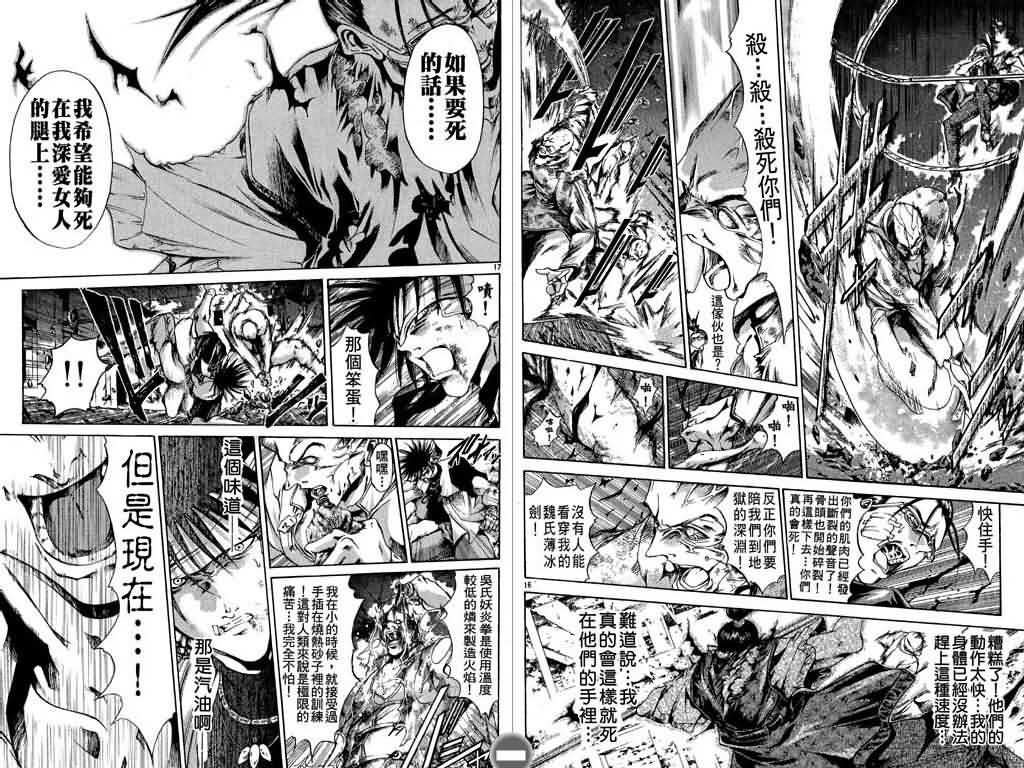 殺…殺…殺死你們！
這傢伙也是？
啪！
啪！
啪！
快住手！
你們的肌肉已經發
出斷裂的聲音了！
骨頭也開始碎裂！
再這樣下去…你們
真的會死！
反正你們要
陪我們到地
獄的深淵！
沒有人能
看穿我的
魏氏薄冰
劍！
糟糕了！他們的
動作太快…我的
身體已經沒辦法
趕上這種速度…
難道說…我
真的會這樣就死
在他們的手裡…
16
如果要死
的話……
我希望能夠死
在我深愛女人
的腿上……
17
嘖！
那個笨蛋！
！！
嘿嘿…
這個味道…
吳氏妖炎拳是使用溫度
較低的燐來製造火焰！
我在小的時候，就接受過
手插在燒熱砂子裡的訓練
！這對人類來說是極限的
痛苦…我完全不怕！
那是汽油啊…
但是現在…！